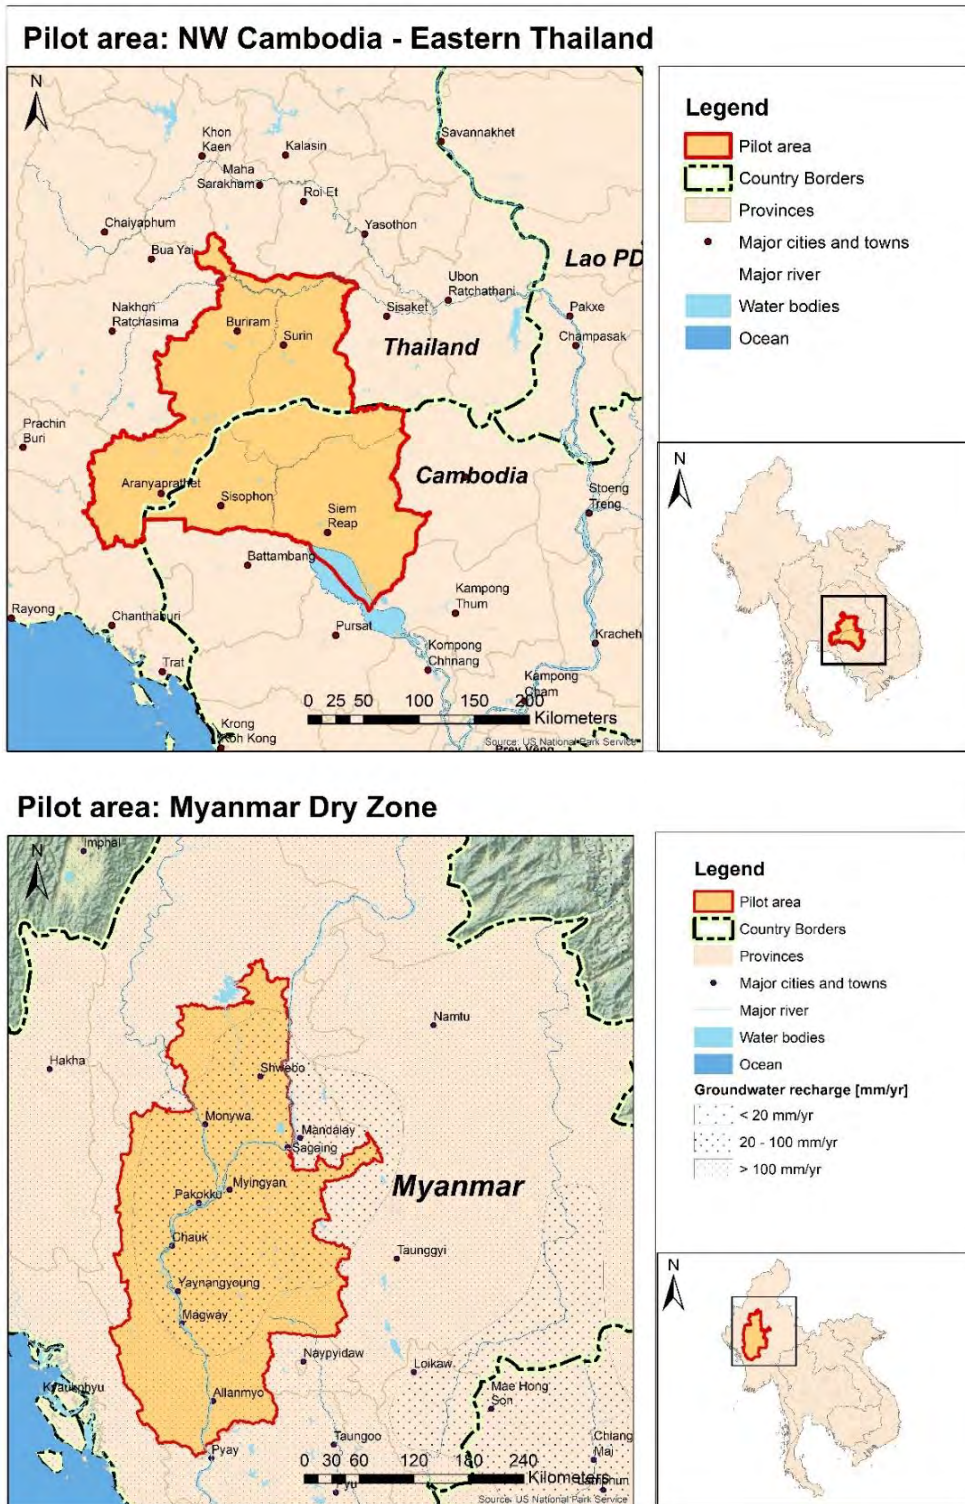 Pilot area: NW Cambodia - Eastern Thailand
N
Khon
Kaen
Kalasin
Savannakhet
Maha
Sarakham
Roi Et
Chaiyaphum
Yasothon
Bua Yai
Lao PD
Ubon
Ratchathani
Nakhon
Ratchasima
Buriram
Surin
Sisaket
Pakxe
Champasak
Thailand
Prachin
Buri
Aranyaprathet
Sisophon
Siem
Reap
Cambodia
Stoeng
Treng
Battambang
Kampong
Thum
Rayong
Chanthaburi
Pursat
Kracheh
Trat
Kompong
Chhnang
Kampong
Cham
Krong
Koh Kong
0 25 50 100 150 200
Kilometers
Source: US National Park Service
Prey Veng
Legend
Pilot area
Country Borders
Provinces
Major cities and towns
Major river
Water bodies
Ocean
N
Pilot area: Myanmar Dry Zone
Imphal
N
Namtu
Hakha
Shwebo
Monywa
Mandalay
Sagaing
Myingyan
Pakokku
Myanmar
Chauk
Taunggyi
Yaynangyoung
Magway
Naypyidaw
Loikaw
Kyaukphyu
Allanmyo
Mae Hong
Son
Pyay
Taungoo
Chiang
Mai
0 30 60 120 180 240
Kilometers
Source: US National Park Service
Legend
Pilot area
Country Borders
Provinces
Major cities and towns
Major river
Water bodies
Ocean
Groundwater recharge [mm/yr]
< 20 mm/yr
20 - 100 mm/yr
> 100 mm/yr
N